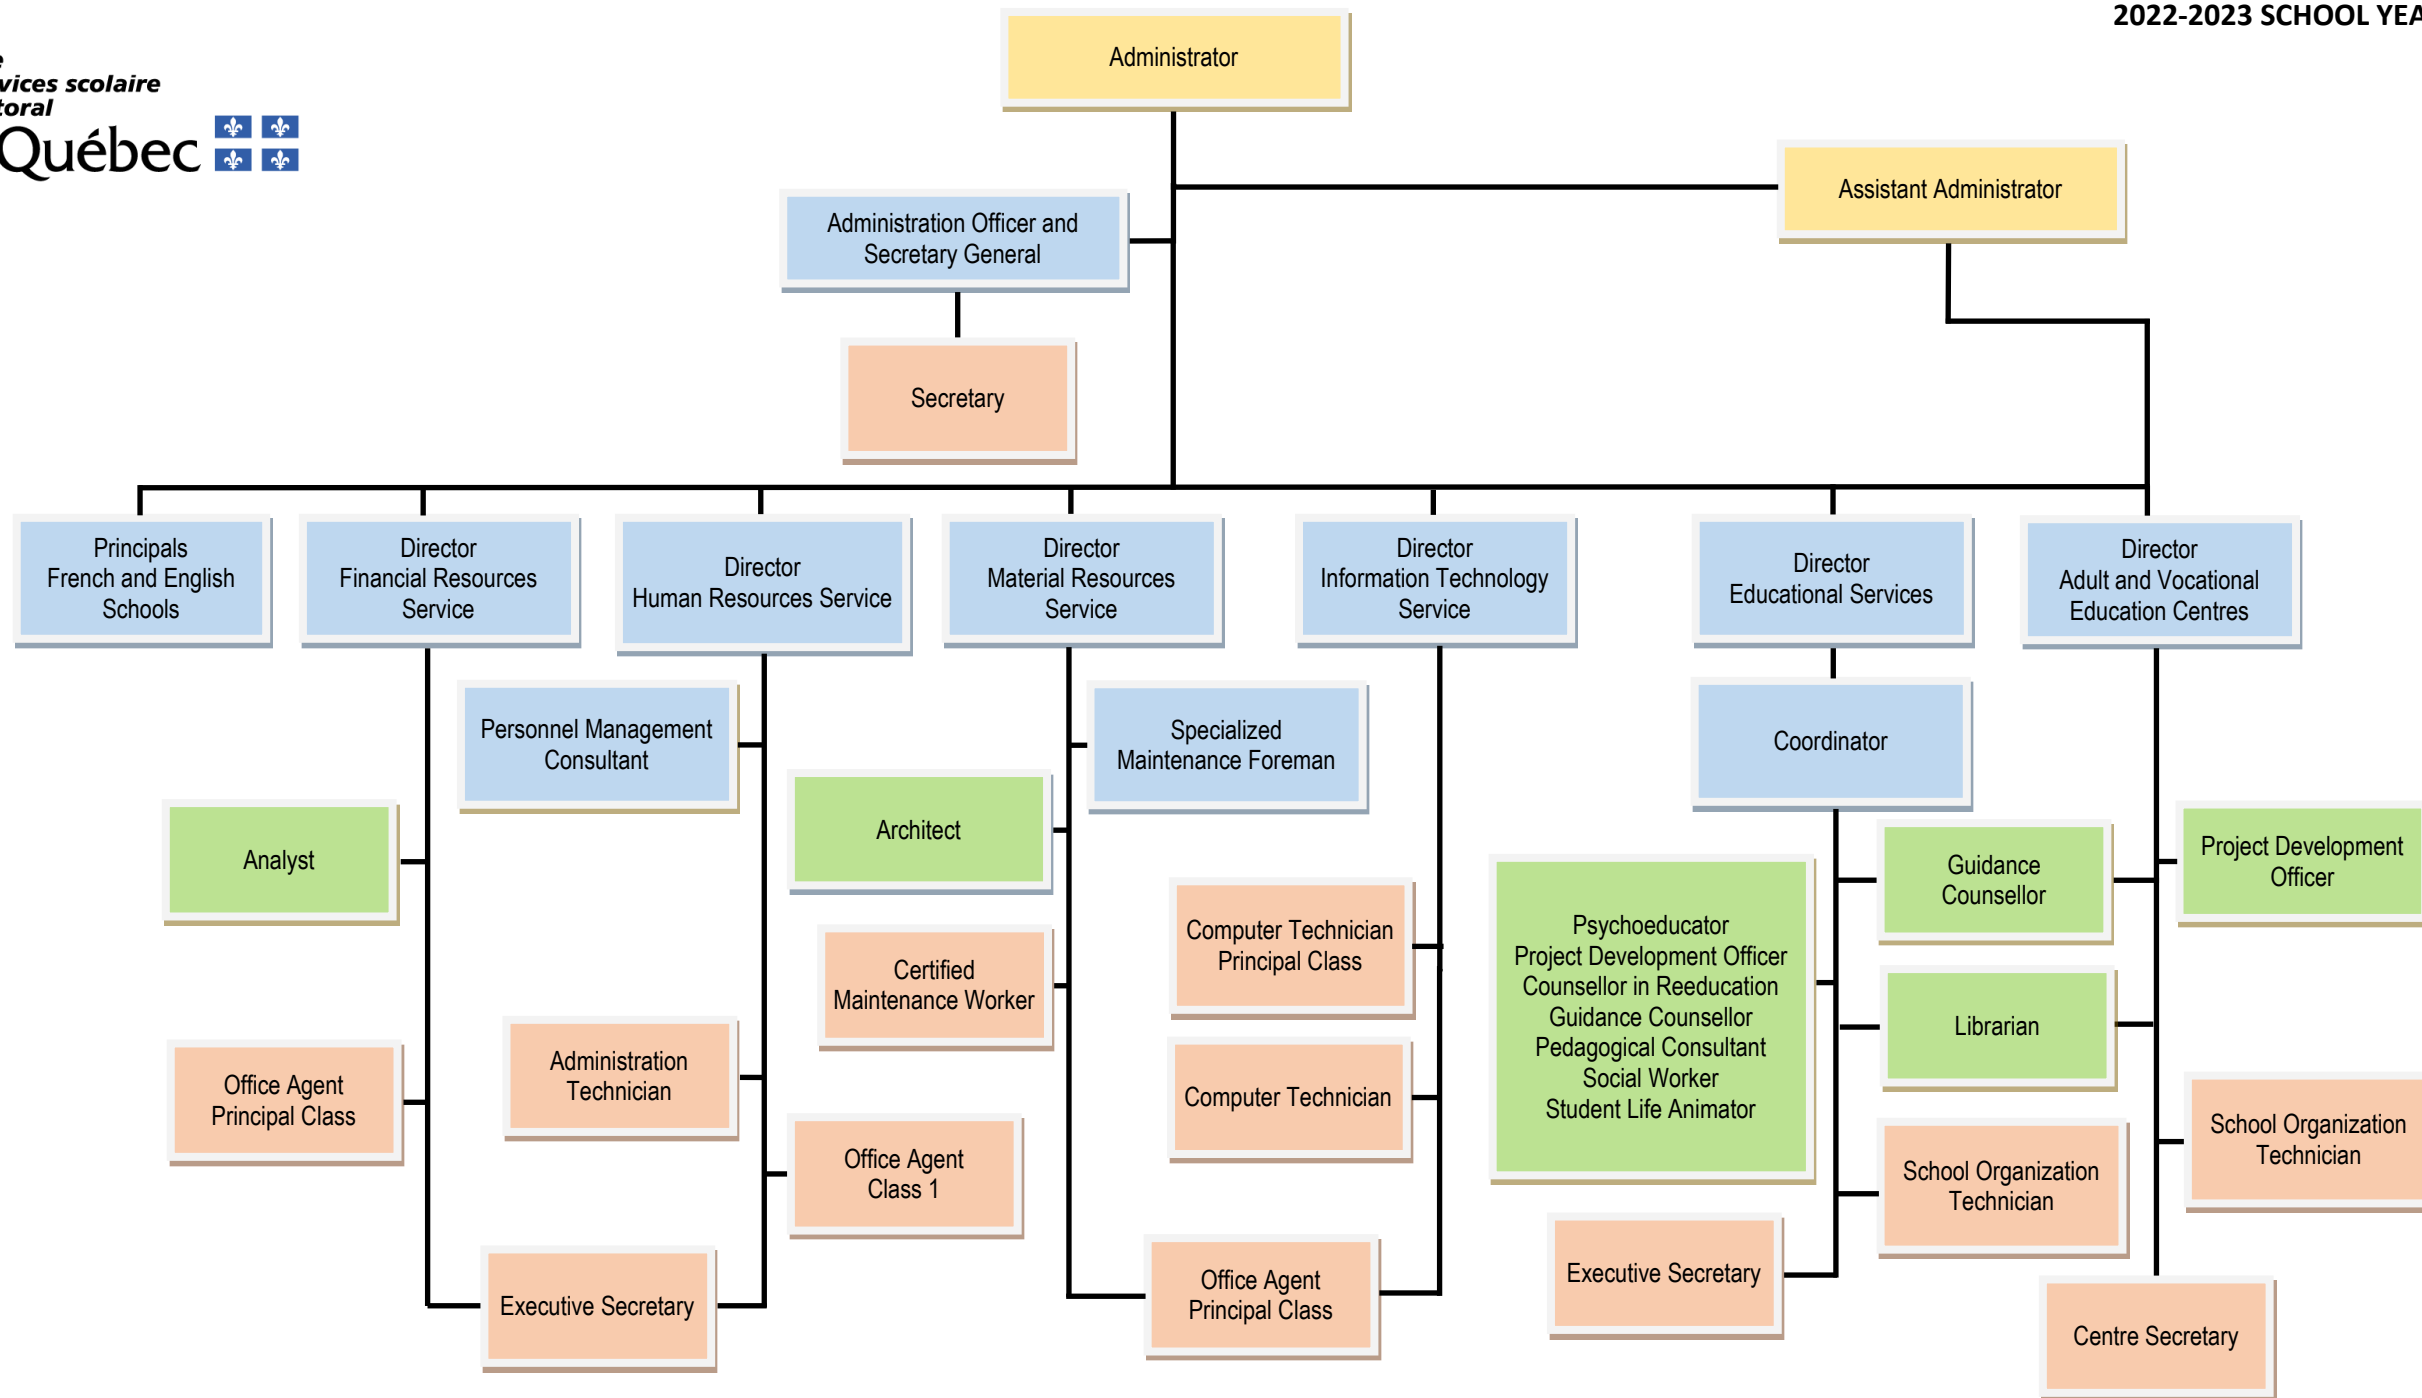 2022-2023 SCHOOL
scolaire
Québec
Administrator
Assistant Administrator
Administration Officer and
Secretary General
Secretary
Principals
French and English
Schools
Director
Financial Resources
Service
Director
Human Resources Service
Director
Material Resources
Service
Director
Information Technology
Service
Director
Educational Services
Director
Adult and Vocational
Education Centres
Personnel Management
Consultant
Specialized
Maintenance Foreman
Coordinator
Analyst
Architect
Guidance
Counsellor
Project Development
Officer
Psychoeducator
Project Development Officer
Counsellor in Reeducation
Guidance Counsellor
Pedagogical Consultant
Social Worker
Student Life Animator
Computer Technician
Principal Class
Certified
Maintenance Worker
Librarian
Office Agent
Principal Class
Administration
Technician
Computer Technician
School Organization
Technician
Office Agent
Class 1
School Organization
Technician
Executive Secretary
Office Agent
Principal Class
Executive Secretary
Centre Secretary